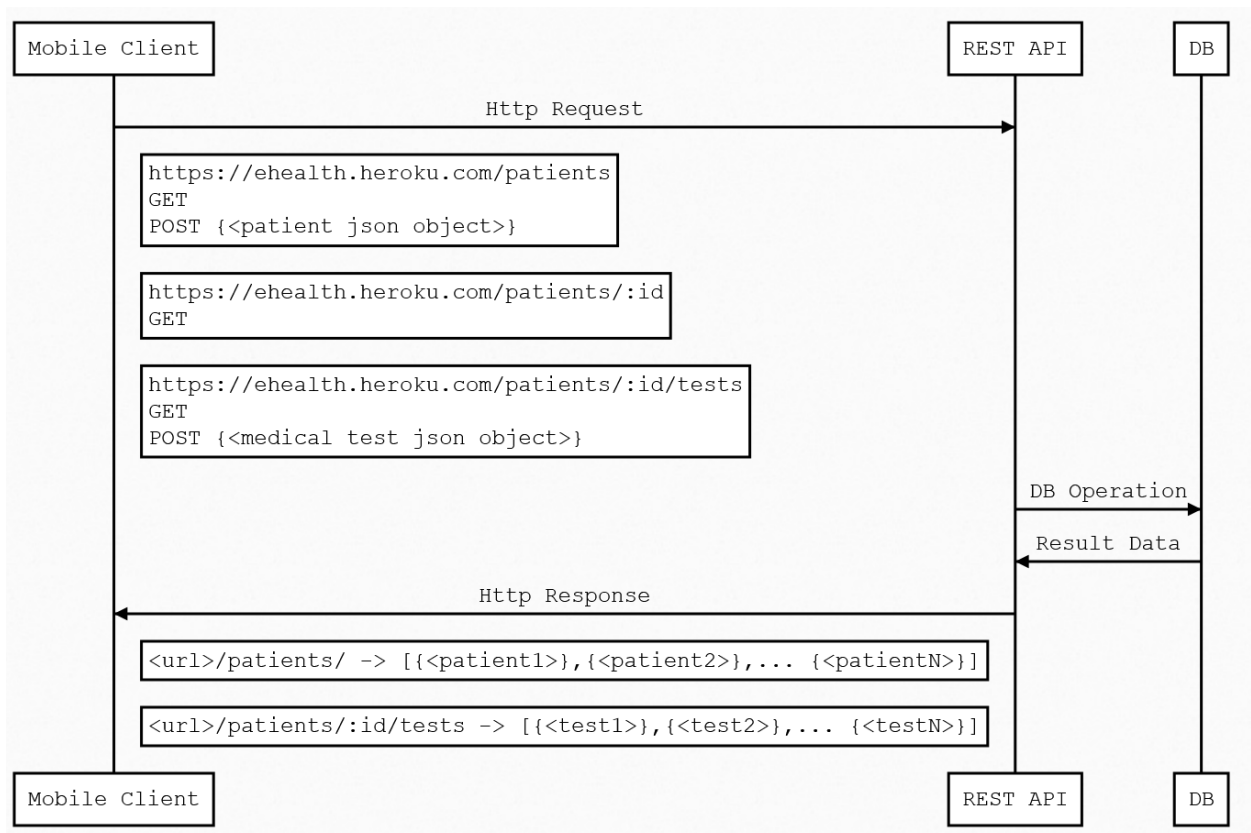 Mobile Client
REST API
DB
Http Request
https://ehealth.heroku.com/patients
GET
POST {<patient json object>}
https://ehealth.heroku.com/patients/:id
GET
https://ehealth.heroku.com/patients/:id/tests
GET
POST {<medical test json object>}
DB Operation
Result Data
Http Response
<url>/patients/ -> [{<patient1>},{<patient2>},... {<patientN>}]
<url>/patients/:id/tests -> [{<test1>},{<test2>},... {<testN>}]
Mobile Client
REST API
DB